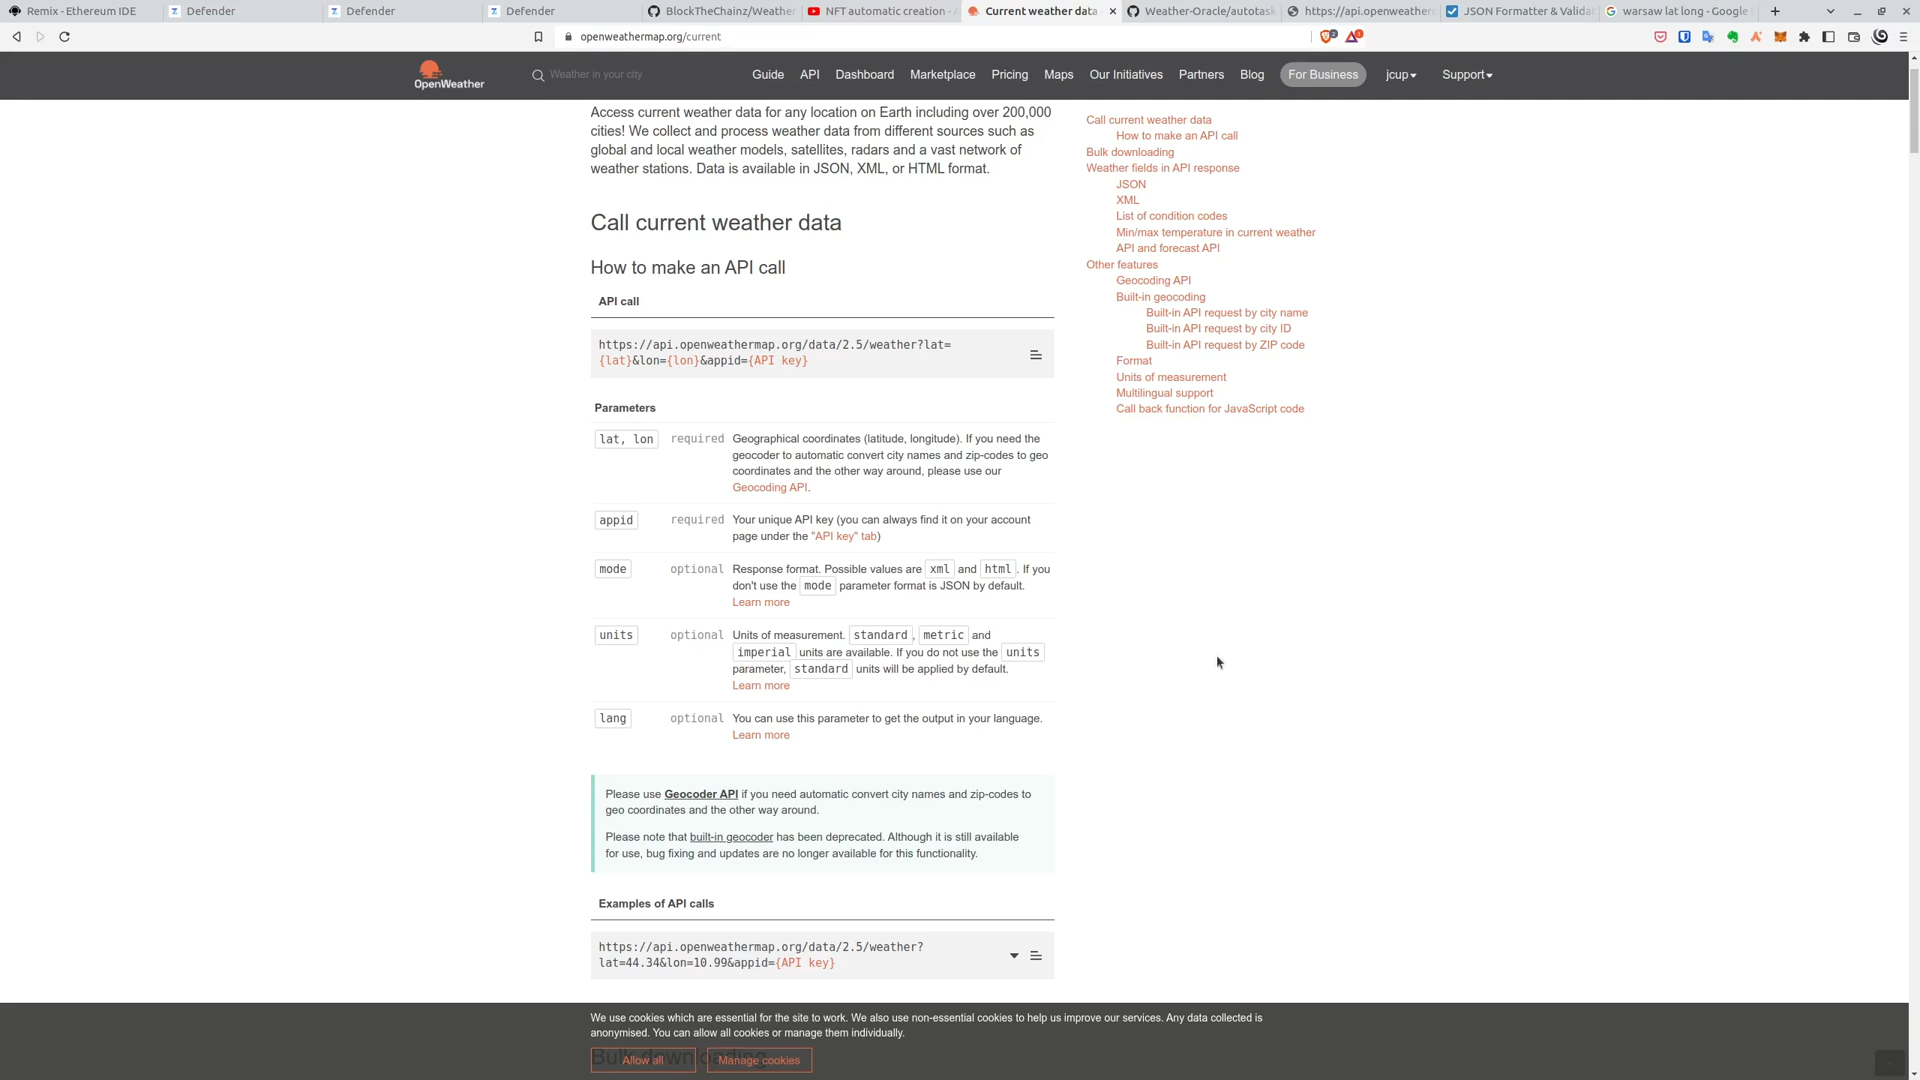 Remix - Ethereum IDE
Defender
Defender
Defender
BlockTheChainz/Weather
NFT automatic creation -
Current weather data
Weather-Oracle/autotask
https://api.openweather
JSON Formatter & Valida
warsaw lat long - Google S
openweathermap.org/current
OpenWeather
Weather in your city
Guide
API
Dashboard
Marketplace
Pricing
Maps
Our Initiatives
Partners
Blog
For Business
jcup
Support
Access current weather data for any location on Earth including over 200,000
cities! We collect and process weather data from different sources such as
global and local weather models, satellites, radars and a vast network of
weather stations. Data is available in JSON, XML, or HTML format.
Call current weather data
How to make an API call
API call
https://api.openweathermap.org/data/2.5/weather?lat=
{lat}&lon={lon}&appid={API key}
Parameters
lat, lon required Geographical coordinates (latitude, longitude). If you need the
geocoder to automatic convert city names and zip-codes to geo
coordinates and the other way around, please use our
Geocoding API.
appid required Your unique API key (you can always find it on your account
page under the "API key" tab)
mode optional Response format. Possible values are xml and html. If you
don't use the mode parameter format is JSON by default.
Learn more
units optional Units of measurement. standard, metric and
imperial units are available. If you do not use the units
parameter, standard units will be applied by default.
Learn more
lang optional You can use this parameter to get the output in your language.
Learn more
Please use Geocoder API if you need automatic convert city names and zip-codes to
geo coordinates and the other way around.
Please note that built-in geocoder has been deprecated. Although it is still available
for use, bug fixing and updates are no longer available for this functionality.
Examples of API calls
https://api.openweathermap.org/data/2.5/weather?
lat=44.34&lon=10.99&appid={API key}
Call current weather data
How to make an API call
Bulk downloading
Weather fields in API response
JSON
XML
List of condition codes
Min/max temperature in current weather
API and forecast API
Other features
Geocoding API
Built-in geocoding
Built-in API request by city name
Built-in API request by city ID
Built-in API request by ZIP code
Format
Units of measurement
Multilingual support
Call back function for JavaScript code
We use cookies which are essential for the site to work. We also use non-essential cookies to help us improve our services. Any data collected is
anonymised. You can allow all cookies or manage them individually.
Bulk downloading
Allow all
Manage cookies